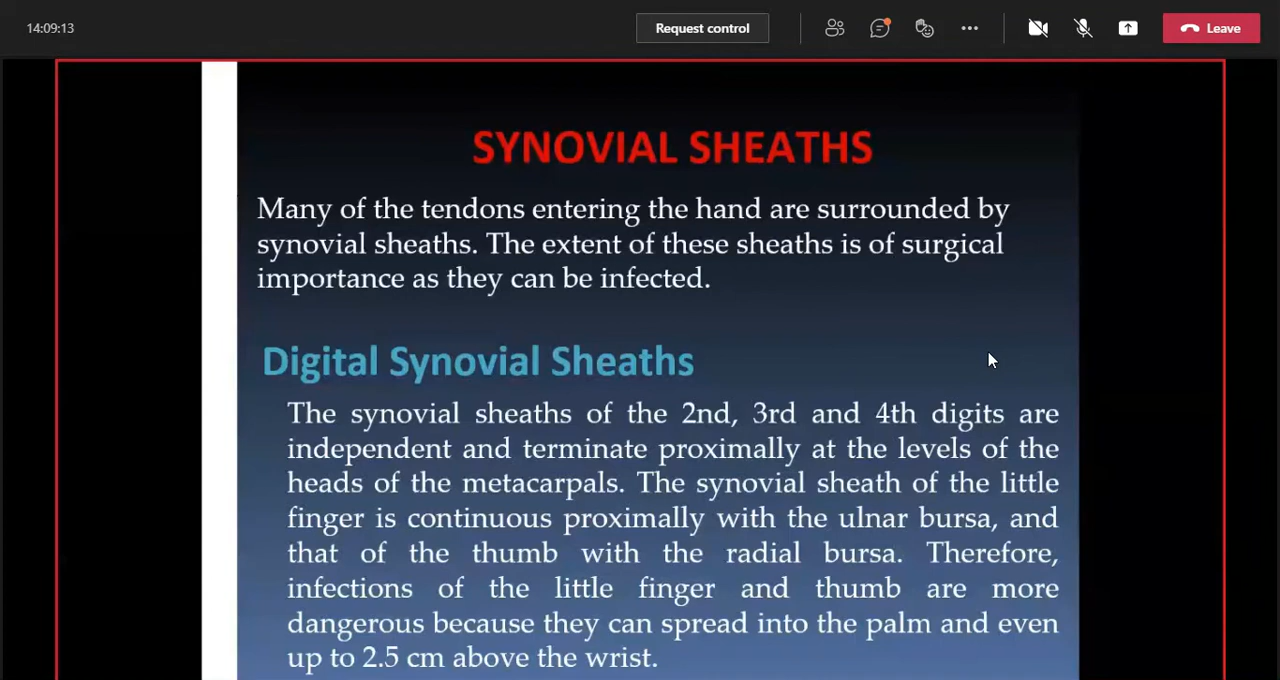 14:09:13
Request control
Leave
SYNOVIAL SHEATHS
Many of the tendons entering the hand are surrounded by
synovial sheaths. The extent of these sheaths is of surgical
importance as they can be infected.
Digital Synovial Sheaths
The synovial sheaths of the 2nd, 3rd and 4th digits are
independent and terminate proximally at the levels of the
heads of the metacarpals. The synovial sheath of the little
finger is continuous proximally with the ulnar bursa, and
that of the thumb with the radial bursa. Therefore,
infections of the little finger and thumb are more
dangerous because they can spread into the palm and even
up to 2.5 cm above the wrist.